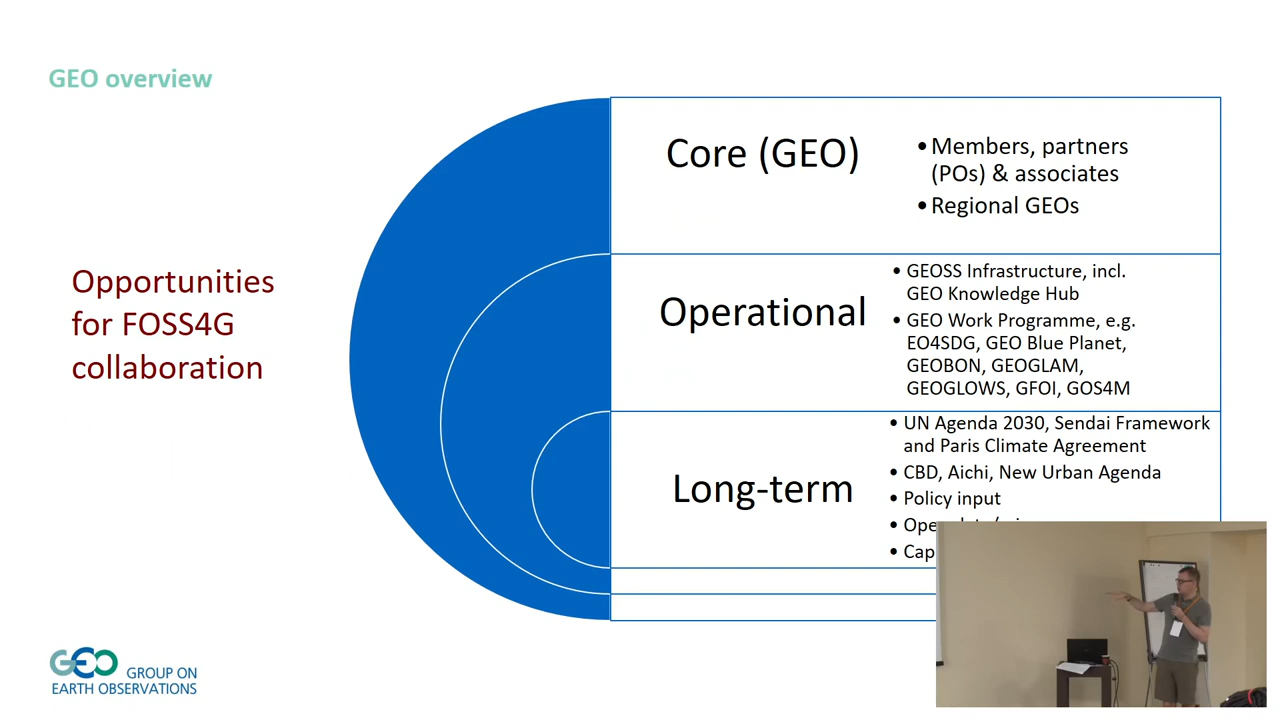 GEO overview
Opportunities
for FOSS4G
collaboration
Core (GEO)
• Members, partners
(POs) & associates
• Regional GEOs
Operational
• GEOSS Infrastructure, incl.
GEO Knowledge Hub
• GEO Work Programme, e.g.
EO4SDG, GEO Blue Planet,
GEOBON, GEOGLAM,
GEOGLOWS, GFOI, GOS4M
Long-term
• UN Agenda 2030, Sendai Framework
and Paris Climate Agreement
• CBD, Aichi, New Urban Agenda
• Policy input
GEO GROUP ON
EARTH OBSERVATIONS